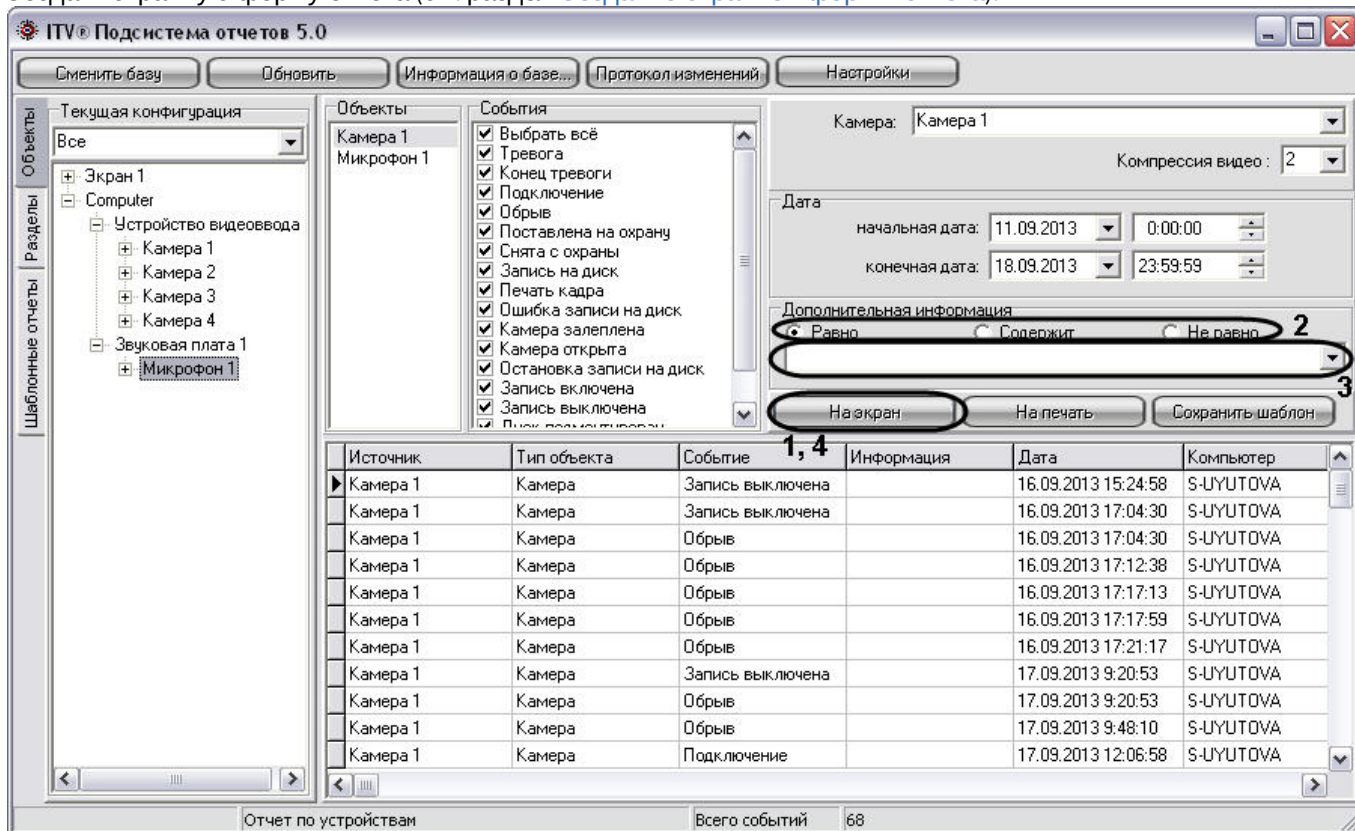 ITV® Подсистема отчетов 5.0
Сменить базу Обновить Информация о базе... Протокол изменений Настройки
Объекты
Разделы
Шаблонные отчеты
Текущая конфигурация
Все
Экран 1
Computer
Устройство видеоввода
Камера 1
Камера 2
Камера 3
Камера 4
Звуковая плата 1
Микрофон 1
Объекты
Камера 1
Микрофон 1
События
Выбрать всё
Тревога
Конец тревоги
Подключение
Обрыв
Поставлена на охрану
Снята с охраны
Запись на диск
Печать кадра
Ошибка записи на диск
Камера залеплена
Камера открыта
Остановка записи на диск
Запись включена
Запись выключена
Камера: Камера 1
Компрессия видео : 2
Дата
начальная дата: 11.09.2013 0:00:00
конечная дата: 18.09.2013 23:59:59
Дополнительная информация
Равно Содержит Не равно 2
3
На экран На печать Сохранить шаблон
1, 4
Источник Тип объекта Событие Информация Дата Компьютер
Камера 1 Камера Запись выключена 16.09.2013 15:24:58 S-UYUTOVA
Камера 1 Камера Запись выключена 16.09.2013 17:04:30 S-UYUTOVA
Камера 1 Камера Обрыв 16.09.2013 17:04:30 S-UYUTOVA
Камера 1 Камера Обрыв 16.09.2013 17:12:38 S-UYUTOVA
Камера 1 Камера Обрыв 16.09.2013 17:17:13 S-UYUTOVA
Камера 1 Камера Обрыв 16.09.2013 17:17:59 S-UYUTOVA
Камера 1 Камера Обрыв 16.09.2013 17:21:17 S-UYUTOVA
Камера 1 Камера Запись выключена 17.09.2013 9:20:53 S-UYUTOVA
Камера 1 Камера Обрыв 17.09.2013 9:20:53 S-UYUTOVA
Камера 1 Камера Обрыв 17.09.2013 9:48:10 S-UYUTOVA
Камера 1 Камера Подключение 17.09.2013 12:06:58 S-UYUTOVA
Отчет по устройствам Всего событий 68